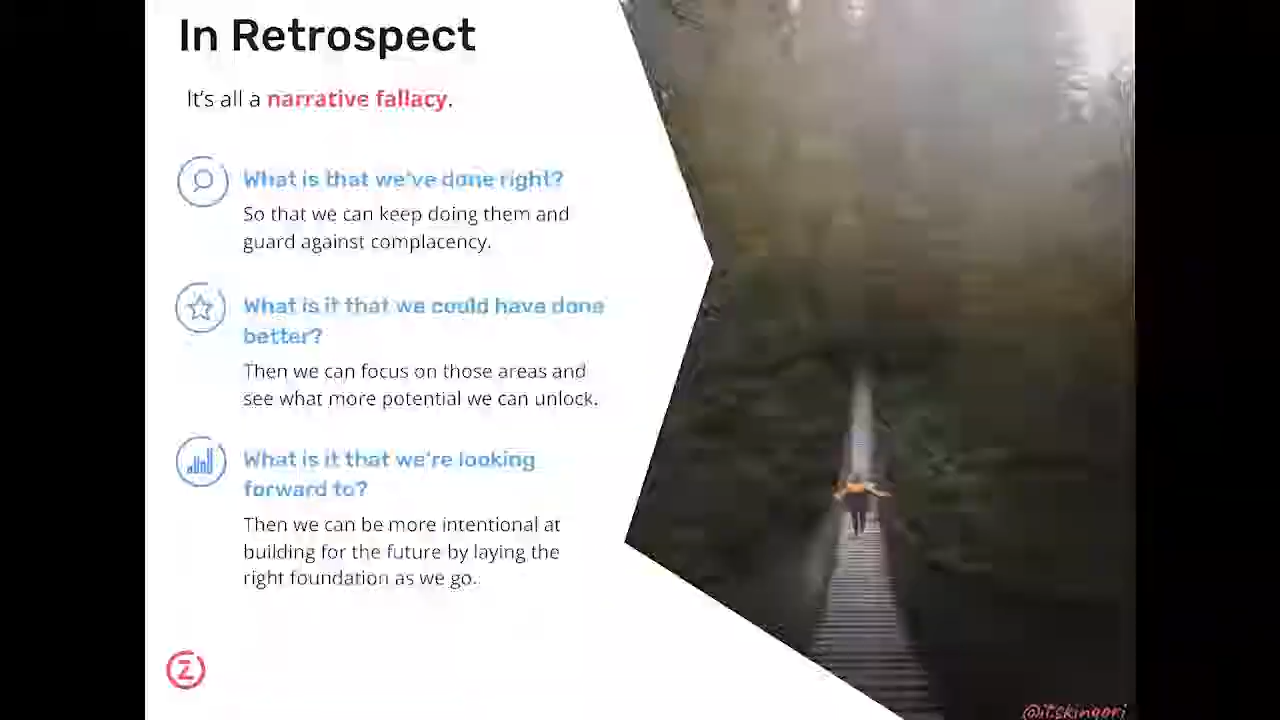 In Retrospect
It's all a narrative fallacy.
What is that we've done right?
So that we can keep doing them and
guard against complacency.
What is it that we could have done
better?
Then we can focus on those areas and
see what more potential we can unlock.
What is it that we're looking
forward to?
Then we can be more intentional at
building for the future by laying the
right foundation as we go.
Z
@itskingori